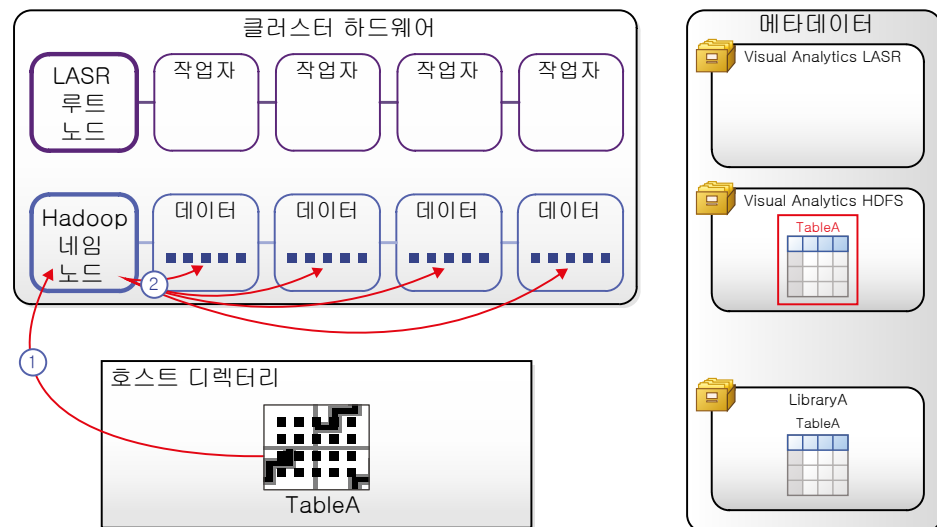 클러스터 하드웨어
LASR
루트
노드
작업자
작업자
작업자
작업자
Hadoop
네임
노드
데이터
데이터
데이터
데이터
2
1
호스트 디렉터리
TableA
메타데이터
Visual Analytics LASR
Visual Analytics HDFS
TableA
LibraryA
TableA